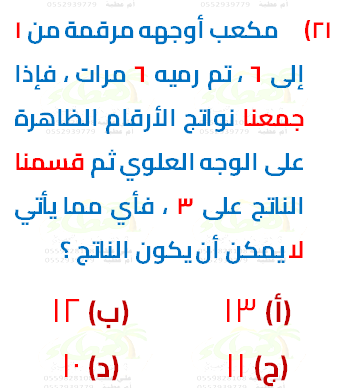 ٢١) مكعب أوجهه مرقمة من ١
إلى ٦ ، تم رميه ٦ مرات ، فإذا
جمعنا نواتج الأرقام الظاهرة
على الوجه العلوي ثم قسمنا
الناتج على ٣ ، فأي مما يأتي
لا يمكن أن يكون الناتج ؟
(أ) ١٣ (ب) ١٢
(ج) ١١ (د) ١٠